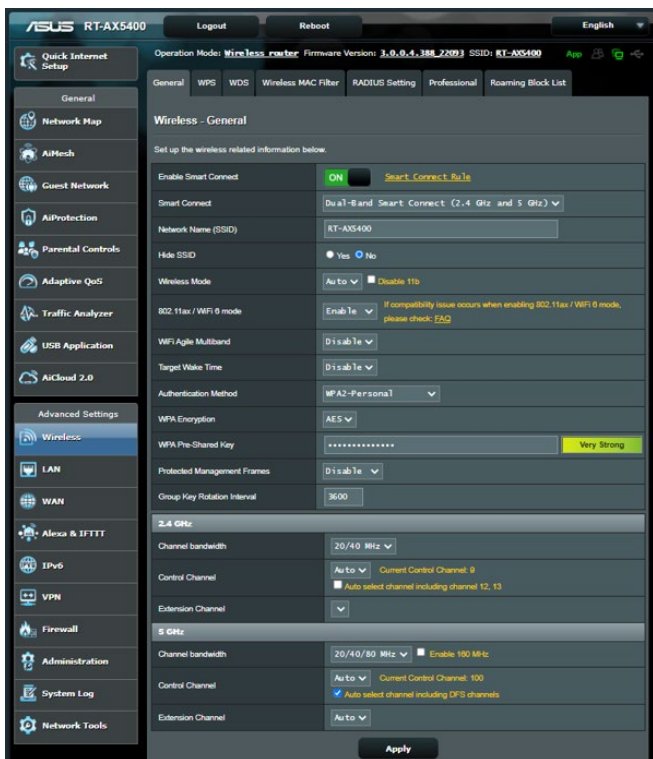 ASUS RT-AX5400 Logout Reboot English
Quick Internet Setup
Operation Mode: Wireless router Firmware Version: 3.0.0.4.388_22093 SSID: RT-AX5400 App
General WPS WDS Wireless MAC Filter RADIUS Setting Professional Roaming Block List
General
Network Map
AiMesh
Guest Network
AiProtection
Parental Controls
Adaptive QoS
Traffic Analyzer
USB Application
AiCloud 2.0
Advanced Settings
Wireless
LAN
WAN
Alexa & IFTTT
IPv6
VPN
Firewall
Administration
System Log
Network Tools
Wireless - General
Set up the wireless related information below.
Enable Smart Connect ON Smart Connect Rule
Smart Connect Dual-Band Smart Connect (2.4 GHz and 5 GHz)
Network Name (SSID) RT-AX5400
Hide SSID Yes No
Wireless Mode Auto Disable 11b
802.11ax / WiFi 6 mode Enable If compatibility issue occurs when enabling 802.11ax / WiFi 6 mode,
please check: FAQ
WiFi Agile Multiband Disable
Target Wake Time Disable
Authentication Method WPA2-Personal
WPA Encryption AES
WPA Pre-Shared Key •••••••••••••• Very Strong
Protected Management Frames Disable
Group Key Rotation Interval 3600
2.4 GHz
Channel bandwidth 20/40 MHz
Control Channel Auto Current Control Channel: 9
Auto select channel including channel 12, 13
Extension Channel
5 GHz
Channel bandwidth 20/40/80 MHz Enable 160 MHz
Control Channel Auto Current Control Channel: 100
Auto select channel including DFS channels
Extension Channel Auto
Apply